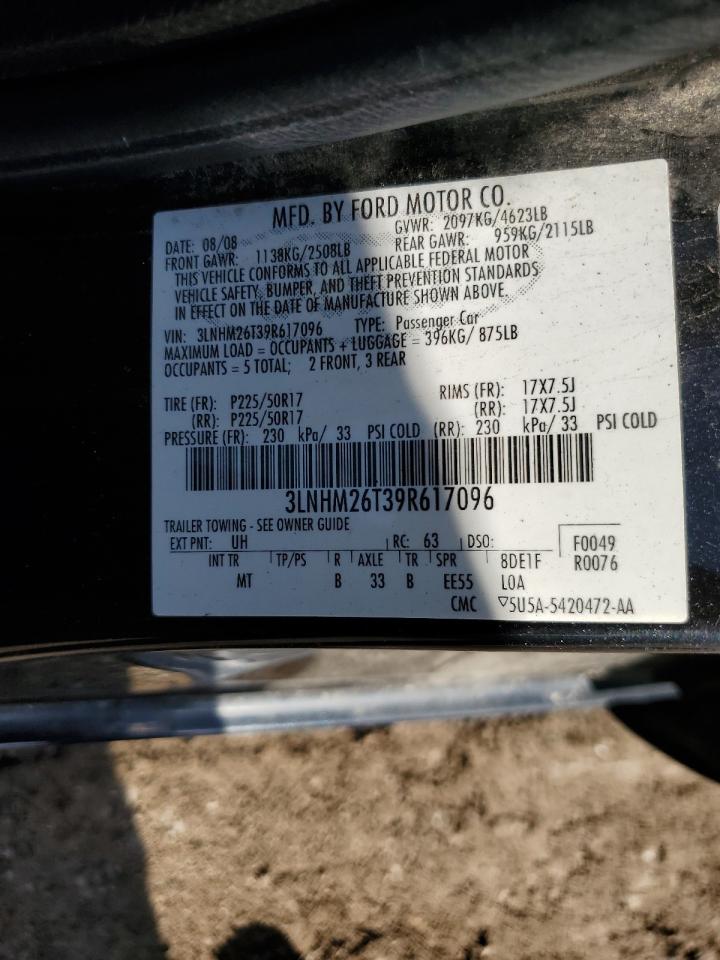 MFD. BY FORD MOTOR CO.
DATE: 08/08 GVWR: 2097KG/4623LB
FRONT GAWR: 1138KG/2508LB REAR GAWR: 959KG/2115LB
THIS VEHICLE CONFORMS TO ALL APPLICABLE FEDERAL MOTOR
VEHICLE SAFETY, BUMPER, AND THEFT PREVENTION STANDARDS
IN EFFECT ON THE DATE OF MANUFACTURE SHOWN ABOVE.
VIN: 3LNHM26T39R617096 TYPE: Passenger Car
MAXIMUM LOAD = OCCUPANTS + LUGGAGE = 396KG/ 875LB
OCCUPANTS = 5 TOTAL; 2 FRONT, 3 REAR
TIRE (FR): P225/50R17 RIMS (FR): 17X7.5J
(RR): P225/50R17 (RR): 17X7.5J
PRESSURE (FR): 230 kPa/ 33 PSI COLD (RR): 230 kPa/ 33 PSI COLD
3LNHM26T39R617096
TRAILER TOWING - SEE OWNER GUIDE
EXT PNT: UH RC: 63 DSO: F0049
INT TR TP/PS R AXLE TR SPR 8DE1F R0076
MT B 33 B EE55 L0A
CMC ▽5U5A-5420472-AA